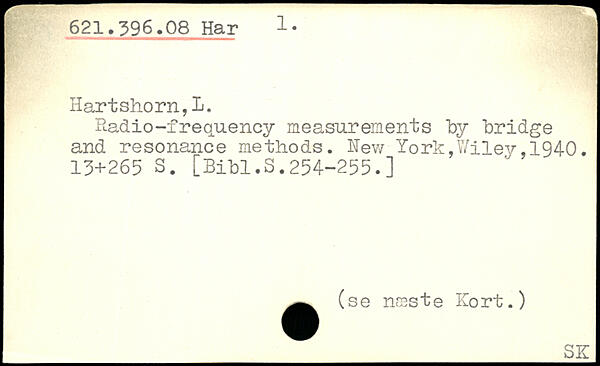 621.396.08 Har 1.
Hartshorn,L.
Radio-frequency measurements by bridge
and resonance methods. New York,Wiley,1940.
13+265 S. [Bibl.S.254-255.]
(se næste Kort.)
SK